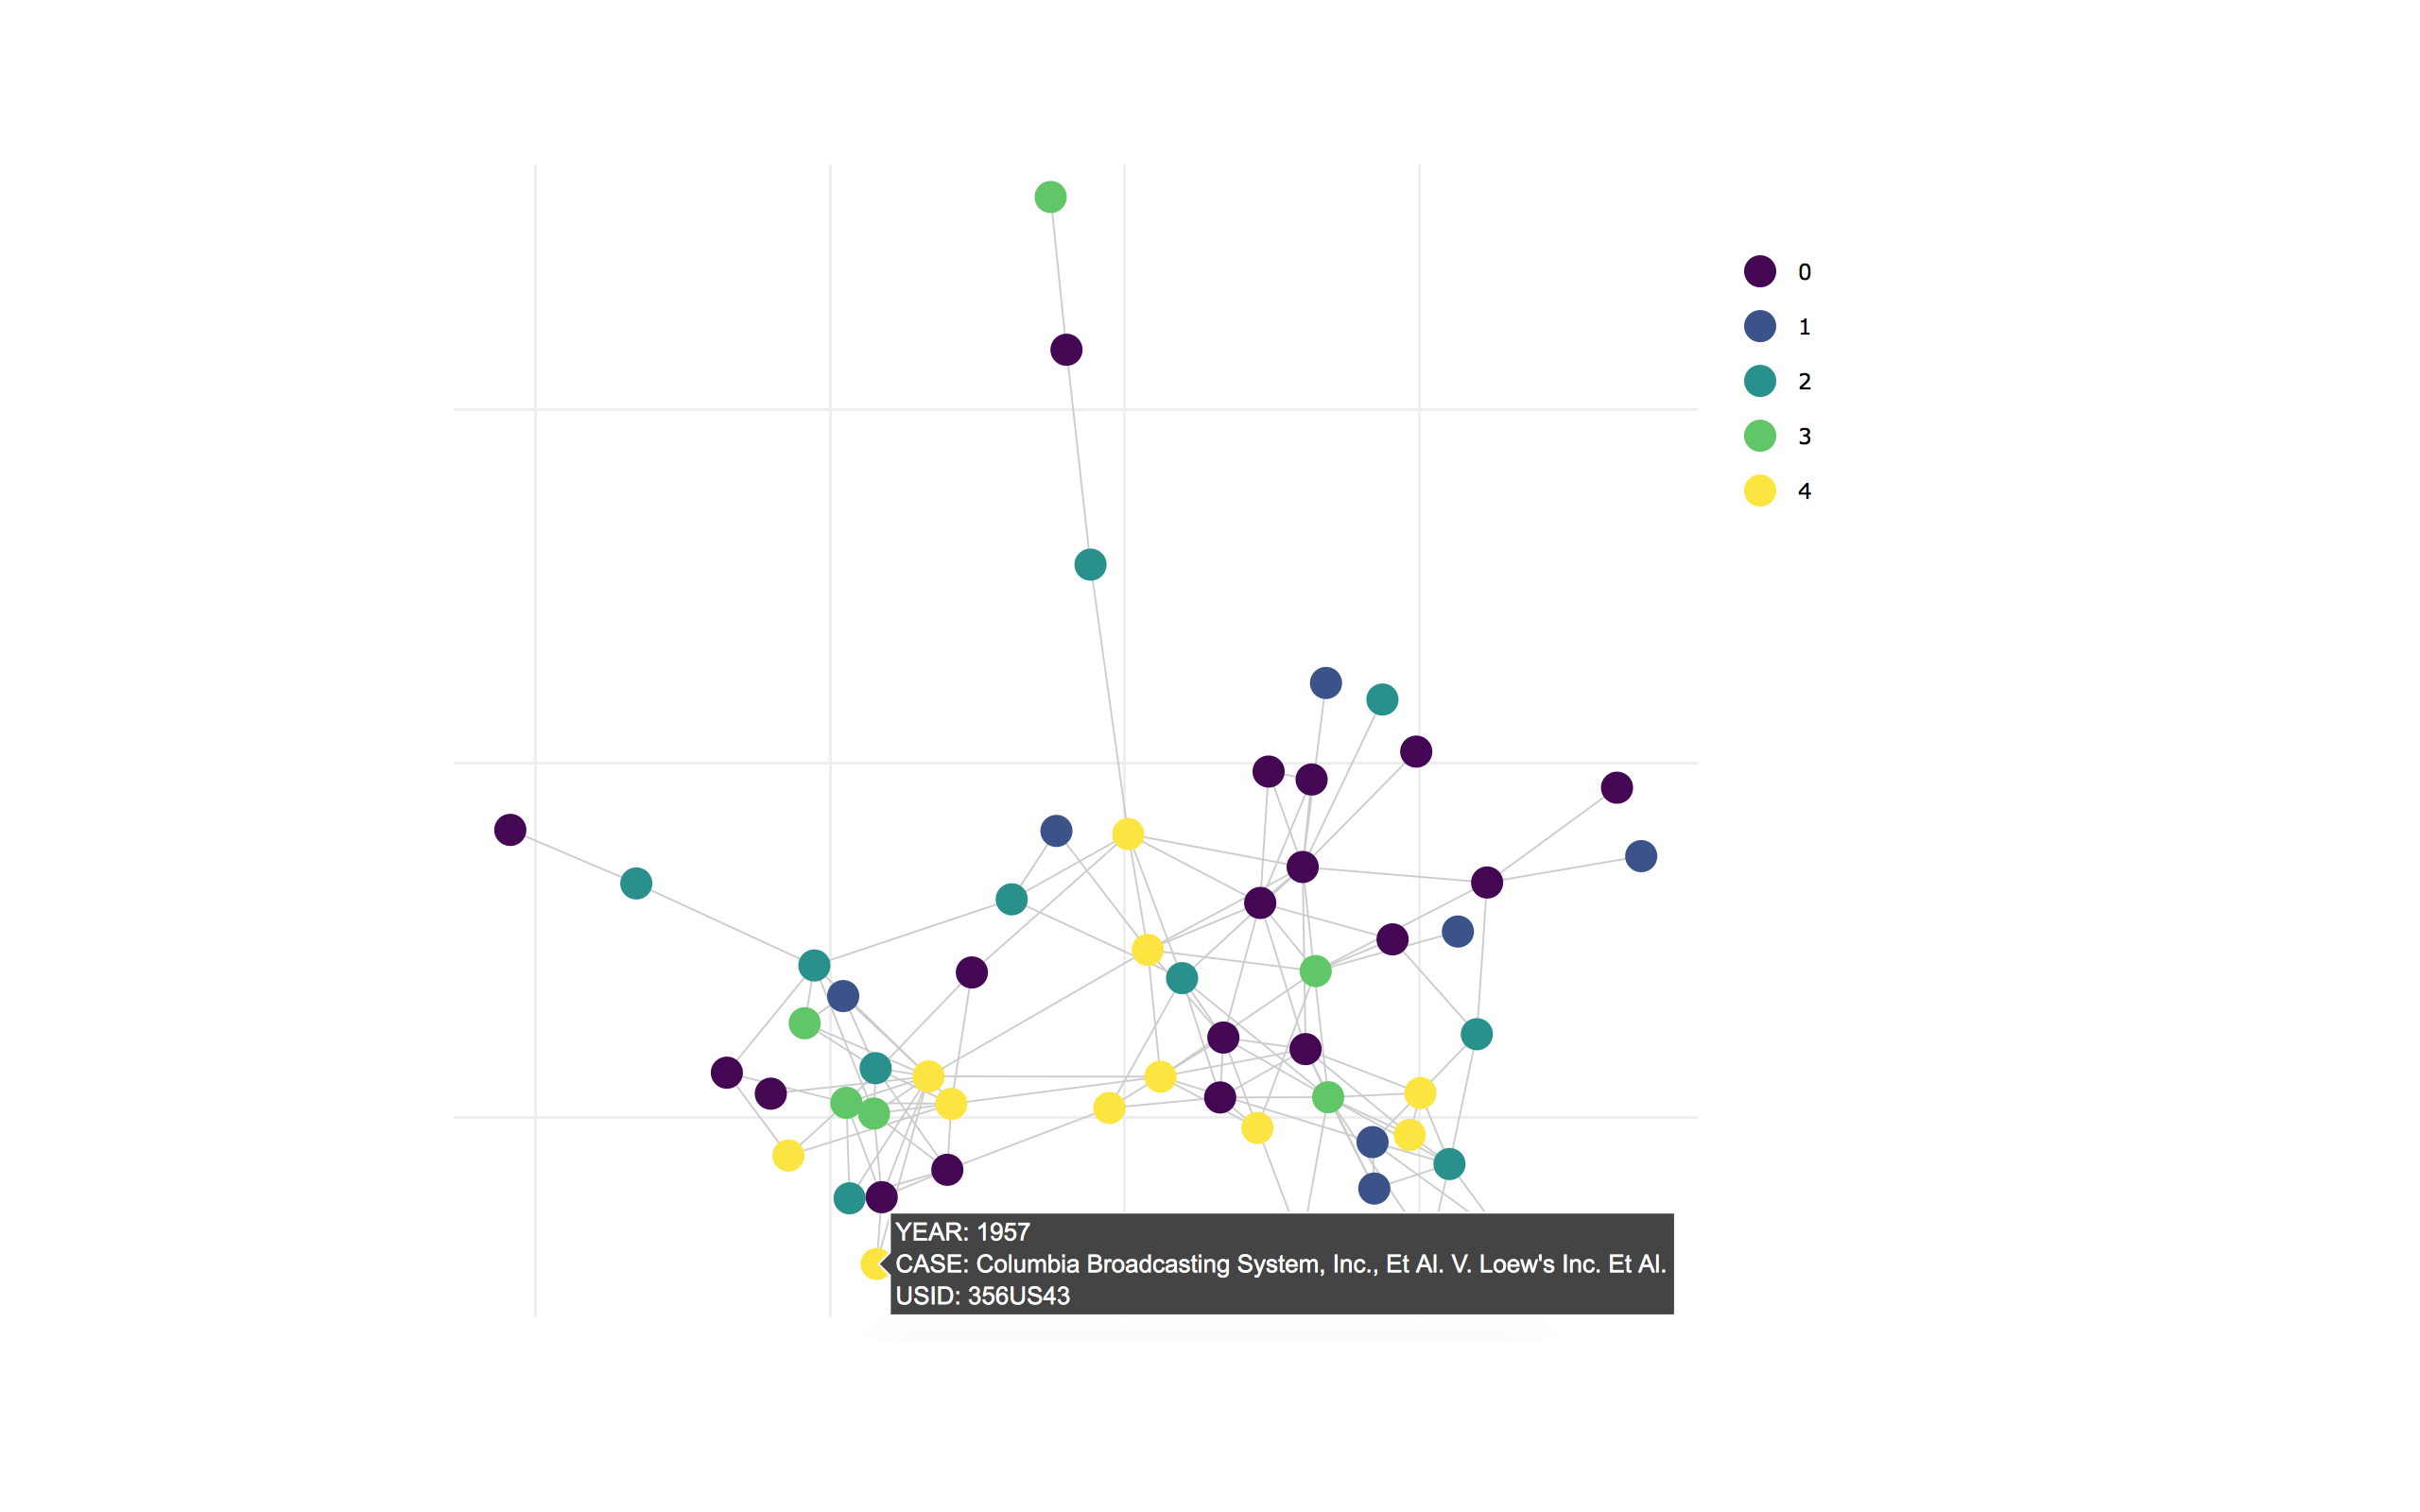 0
1
2
3
4
YEAR: 1957
CASE: Columbia Broadcasting System, Inc., Et Al. V. Loew's Inc. Et Al.
USID: 356US43